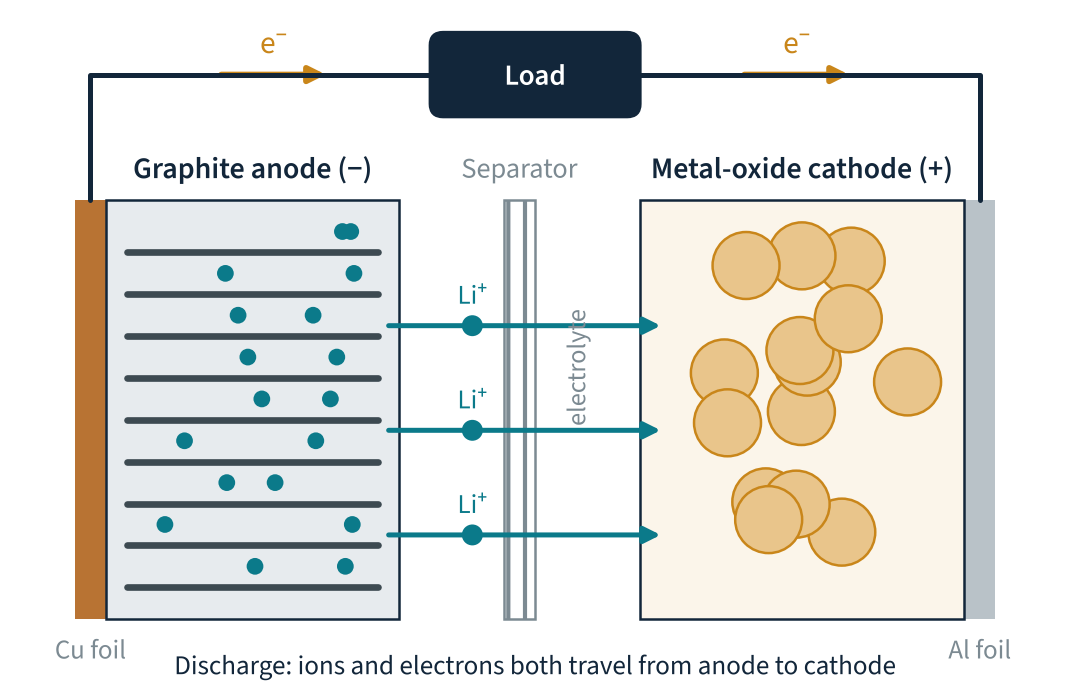 e⁻
e⁻
Load
Graphite anode (−)
Separator
Metal-oxide cathode (+)
Li⁺
electrolyte
Li⁺
Li⁺
Cu foil
Al foil
Discharge: ions and electrons both travel from anode to cathode